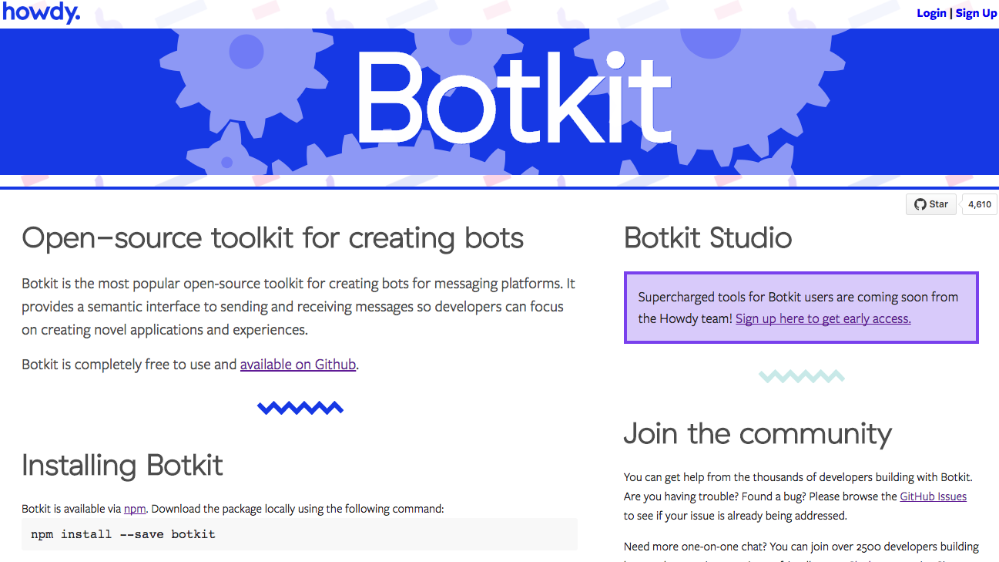 howdy.
Login | Sign Up
Botkit
Star
4,610
Open-source toolkit for creating bots
Botkit is the most popular open-source toolkit for creating bots for messaging platforms. It
provides a semantic interface to sending and receiving messages so developers can focus
on creating novel applications and experiences.
Botkit is completely free to use and available on Github.
Installing Botkit
Botkit is available via npm. Download the package locally using the following command:
npm install --save botkit
Botkit Studio
Supercharged tools for Botkit users are coming soon from
the Howdy team! Sign up here to get early access.
Join the community
You can get help from the thousands of developers building with Botkit.
Are you having trouble? Found a bug? Please browse the GitHub Issues
to see if your issue is already being addressed.
Need more one-on-one chat? You can join over 2500 developers building